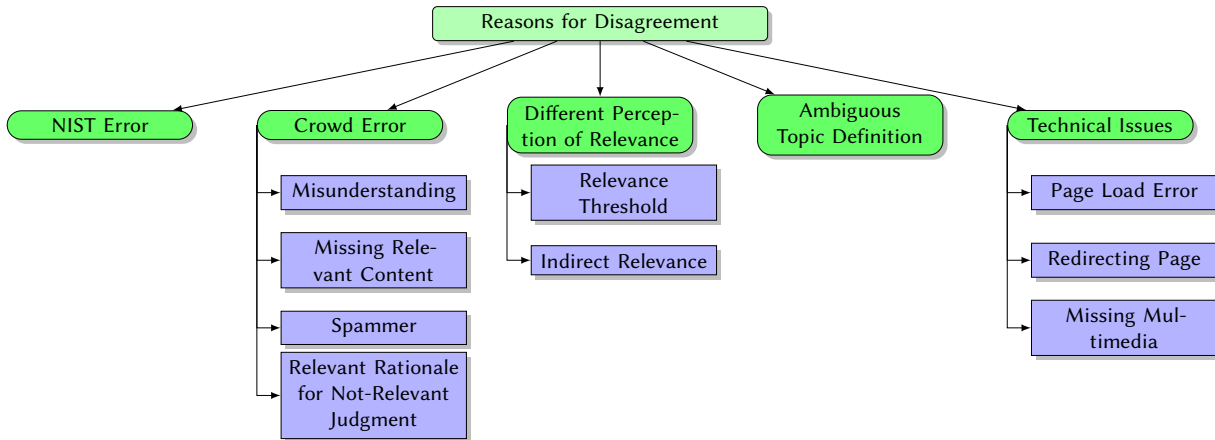 Reasons for Disagreement
NIST Error
Crowd Error
Different Percep-
tion of Relevance
Ambiguous
Topic Definition
Technical Issues
Misunderstanding
Missing Rele-
vant Content
Spammer
Relevant Rationale
for Not-Relevant
Judgment
Relevance
Threshold
Indirect Relevance
Page Load Error
Redirecting Page
Missing Mul-
timedia